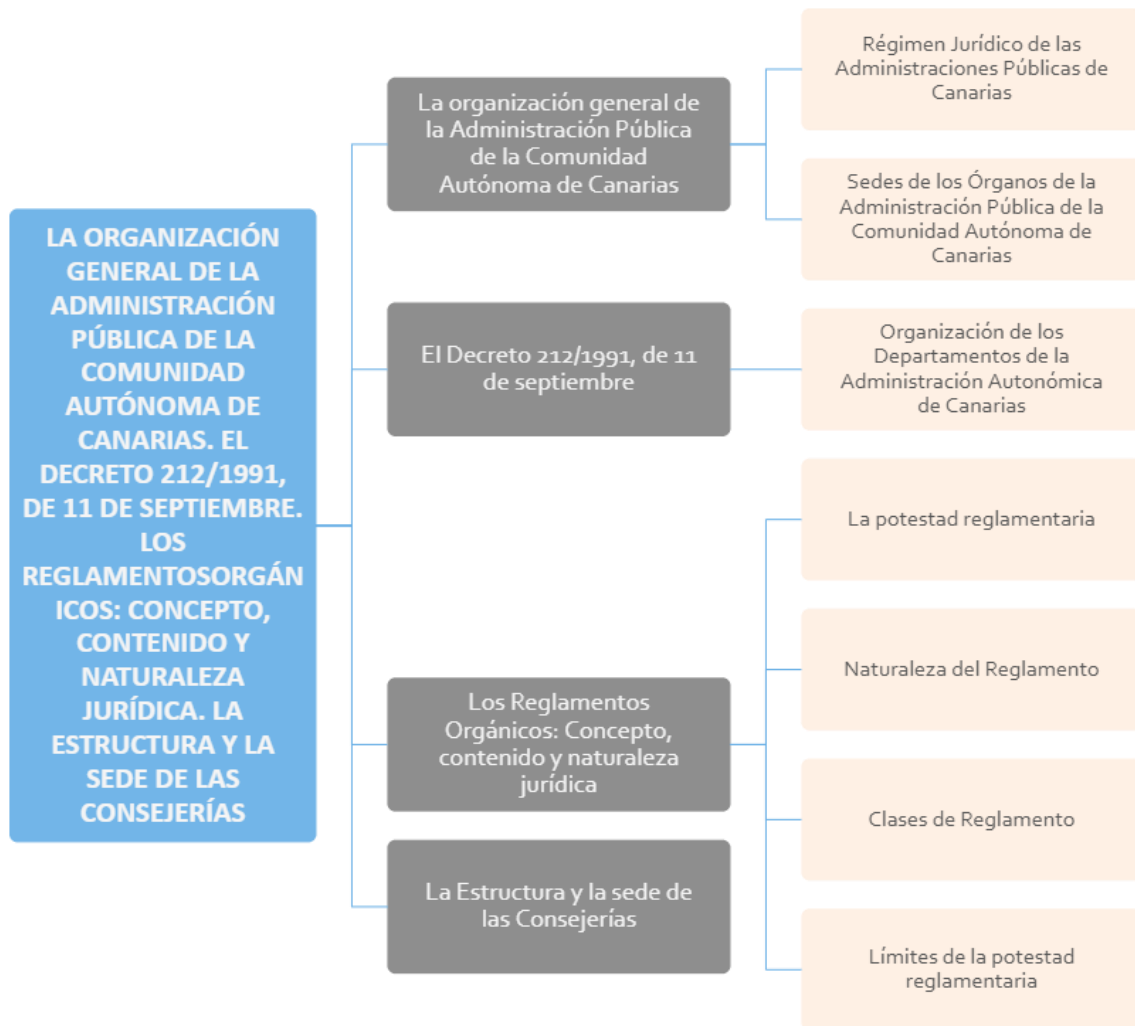 LA ORGANIZACIÓN
GENERAL DE LA
ADMINISTRACIÓN
PÚBLICA DE LA
COMUNIDAD
AUTÓNOMA DE
CANARIAS. EL
DECRETO 212/1991,
DE 11 DE SEPTIEMBRE.
LOS
REGLAMENTOSORGÁN
ICOS: CONCEPTO,
CONTENIDO Y
NATURALEZA
JURÍDICA. LA
ESTRUCTURA Y LA
SEDE DE LAS
CONSEJERÍAS
La organización general de
la Administración Pública
de la Comunidad
Autónoma de Canarias
Régimen Jurídico de las
Administraciones Públicas de
Canarias
Sedes de los Órganos de la
Administración Pública de la
Comunidad Autónoma de
Canarias
El Decreto 212/1991, de 11
de septiembre
Organización de los
Departamentos de la
Administración Autonómica
de Canarias
Los Reglamentos
Orgánicos: Concepto,
contenido y naturaleza
jurídica
La potestad reglamentaria
Naturaleza del Reglamento
Clases de Reglamento
Límites de la potestad
reglamentaria
La Estructura y la sede de
las Consejerías